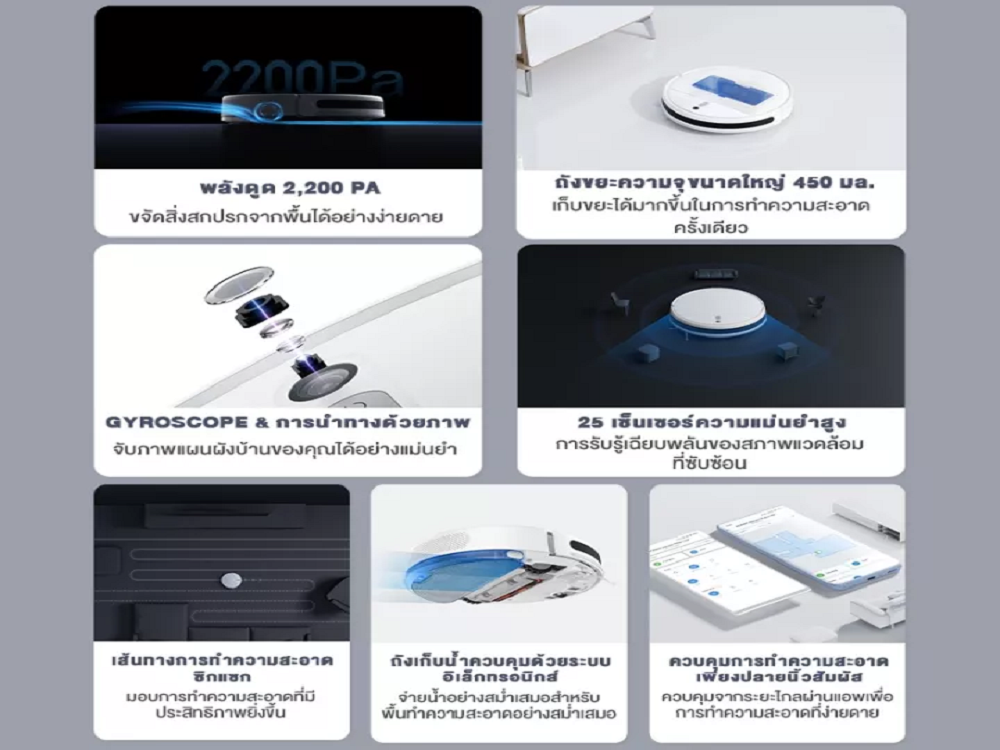 2200Pa
พลังดูด 2,200 PA
ขจัดสิ่งสกปรกจากพื้นได้อย่างง่ายดาย
ถังขยะความจุขนาดใหญ่ 450 มล.
เก็บขยะได้มากขึ้นในการทำความสะอาด
ครั้งเดียว
GYROSCOPE & การนำทางด้วยภาพ
จับภาพแผนผังบ้านของคุณได้อย่างแม่นยำ
25 เซ็นเซอร์ความแม่นยำสูง
การรับรู้เฉียบพลันของสภาพแวดล้อม
ที่ซับซ้อน
เส้นทางการทำความสะอาด
ซิกแซก
มอบการทำความสะอาดที่มี
ประสิทธิภาพยิ่งขึ้น
ถังเก็บน้ำควบคุมด้วยระบบ
อิเล็กทรอนิกส์
จ่ายน้ำอย่างสม่ำเสมอสำหรับ
พื้นทำความสะอาดอย่างสม่ำเสมอ
ควบคุมการทำความสะอาด
เพียงปลายนิ้วสัมผัส
ควบคุมจากระยะไกลผ่านแอพเพื่อ
การทำความสะอาดที่ง่ายดาย